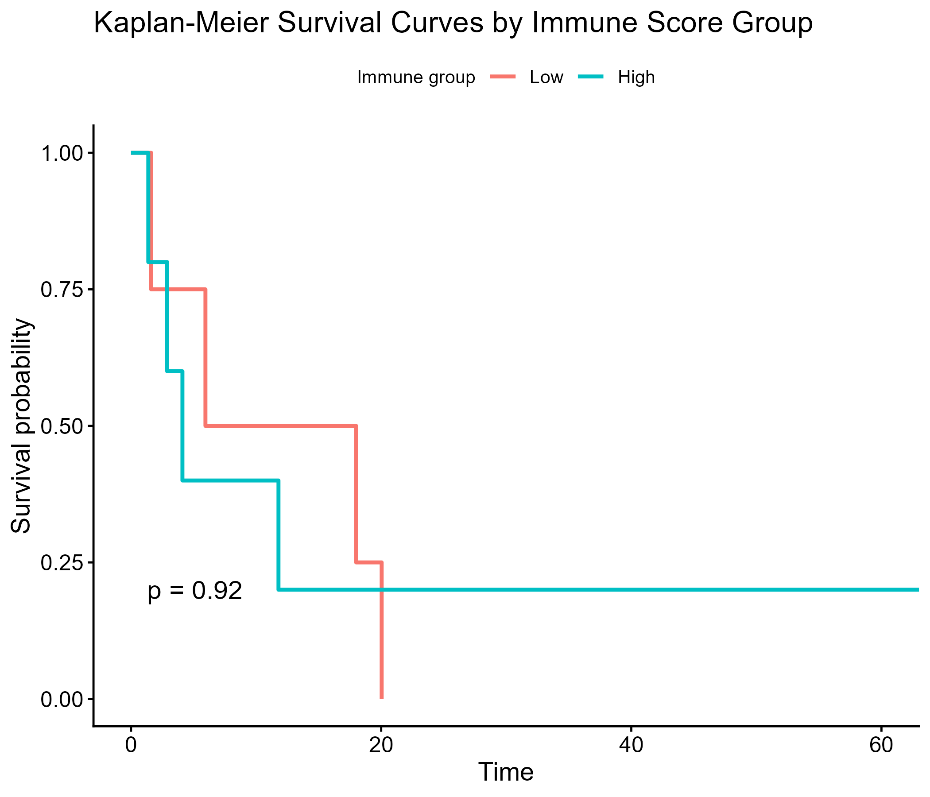 Kaplan-Meier Survival Curves by Immune Score Group
Immune group Low High
Survival probability
1.00
0.75
0.50
0.25
0.00
p = 0.92
0 20 40 60
Time